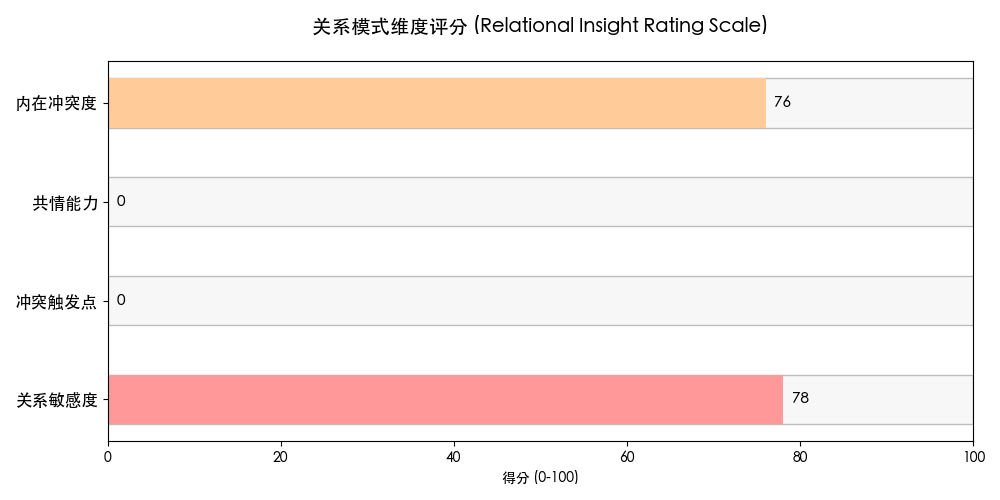 关系模式维度评分 (Relational Insight Rating Scale)
内在冲突度
76
共情能力
0
冲突触发点
0
关系敏感度
78
0 20 40 60 80 100
得分 (0-100)